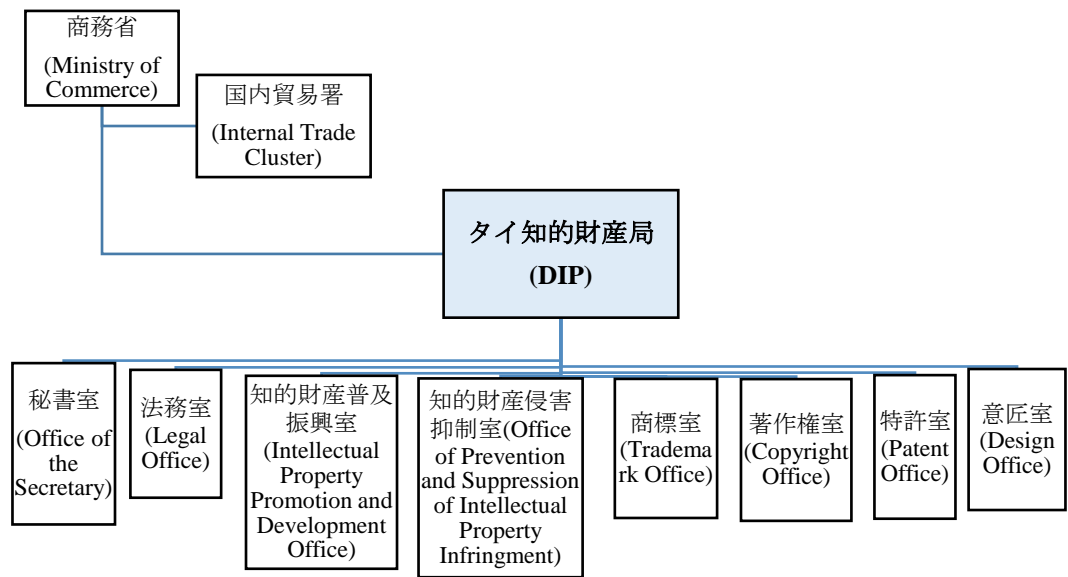 商務省
(Ministry of
Commerce)
国内貿易署
(Internal Trade
Cluster)
タイ知的財産局
(DIP)
秘書室
(Office of
the
Secretary)
法務室
(Legal
Office)
知的財産普及
振興室
(Intellectual
Property
Promotion and
Development
Office)
知的財産侵害
抑制室(Office
of Prevention
and Suppression
of Intellectual
Property
Infringment)
商標室
(Tradema
rk Office)
著作権室
(Copyright
Office)
特許室
(Patent
Office)
意匠室
(Design
Office)